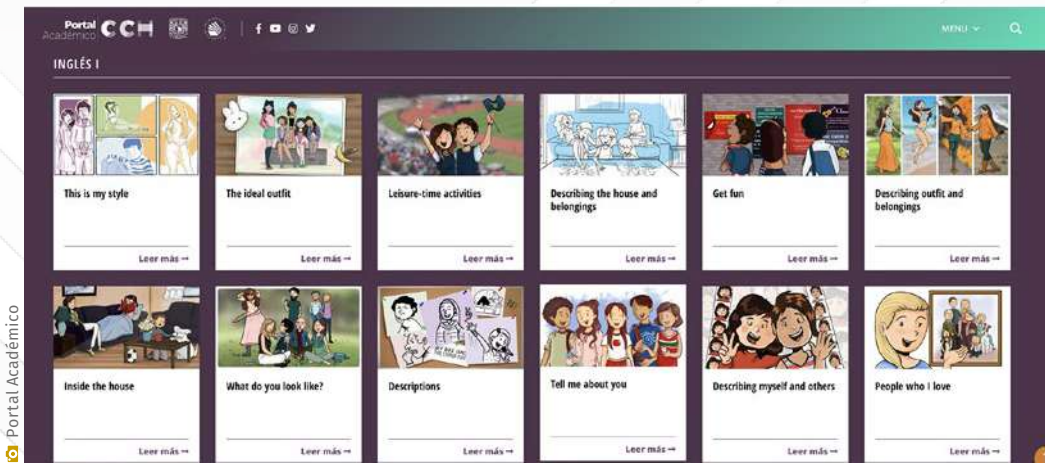 Portal
Académico CCH
MENU
INGLÉS I
This is my style
Leer más →
The ideal outfit
Leer más →
Leisure-time activities
Leer más →
Describing the house and
belongings
Leer más →
Get fun
Leer más →
Describing outfit and
belongings
Leer más →
Inside the house
Leer más →
What do you look like?
Leer más →
Descriptions
Leer más →
Tell me about you
Leer más →
Describing myself and others
Leer más →
People who I love
Leer más →
Portal Académico